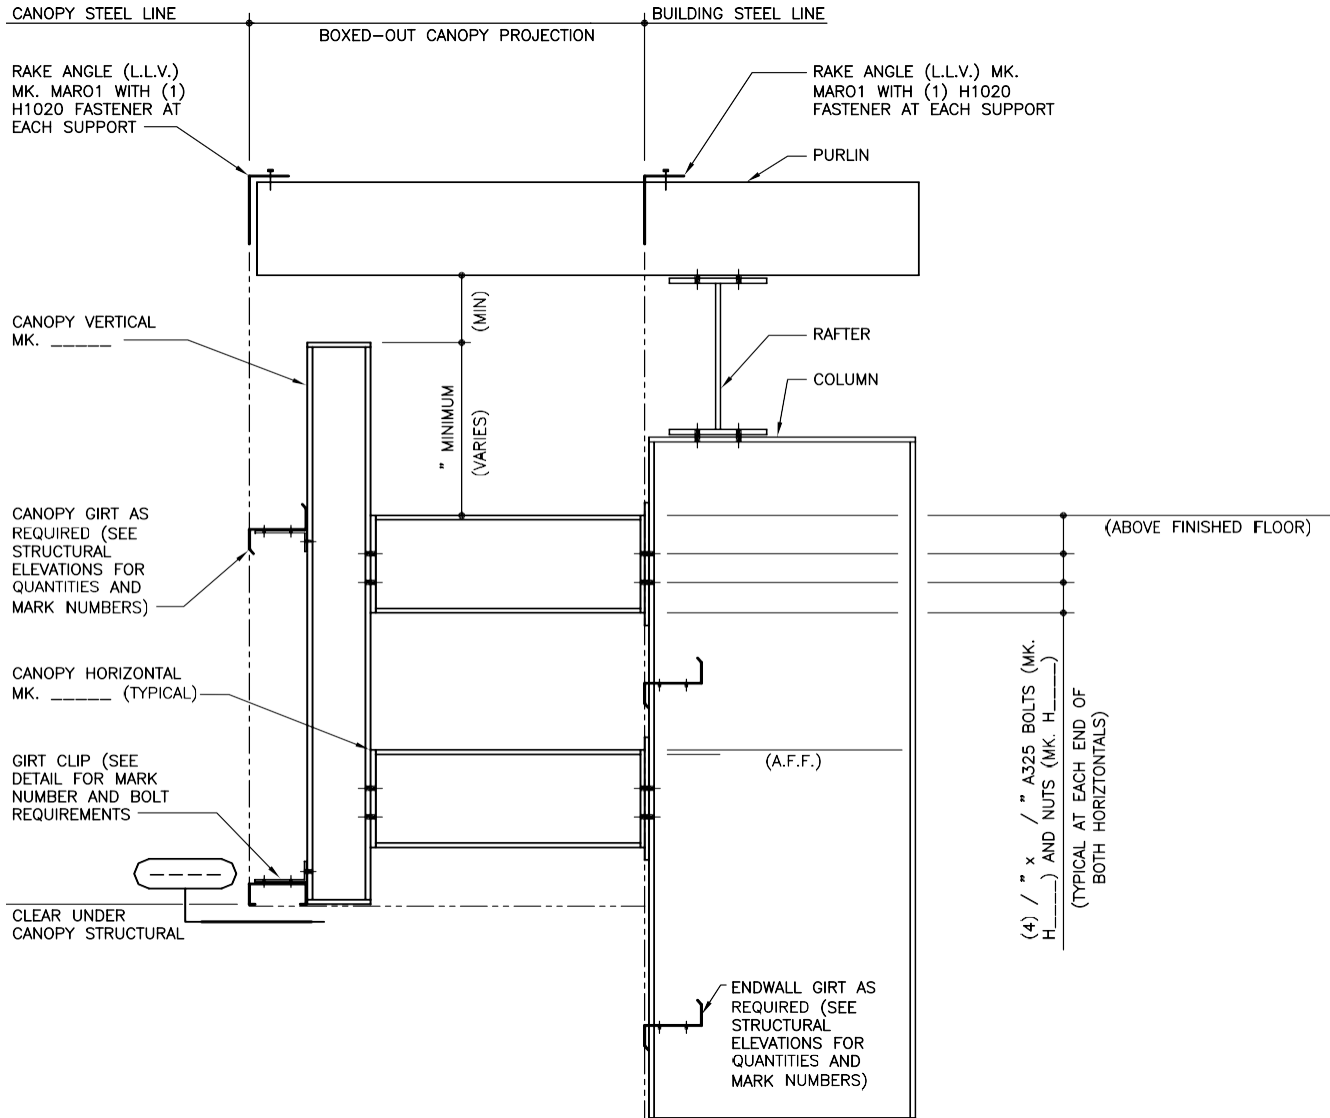 CANOPY STEEL LINE
BUILDING STEEL LINE
BOXED-OUT CANOPY PROJECTION
RAKE ANGLE (L.L.V.)
MK. MARO1 WITH (1)
H1020 FASTENER AT
EACH SUPPORT
RAKE ANGLE (L.L.V.) MK.
MARO1 WITH (1) H1020
FASTENER AT EACH SUPPORT
PURLIN
(MIN)
CANOPY VERTICAL
MK. _____
RAFTER
COLUMN
" MINIMUM
(VARIES)
CANOPY GIRT AS
REQUIRED (SEE
STRUCTURAL
ELEVATIONS FOR
QUANTITIES AND
MARK NUMBERS)
(ABOVE FINISHED FLOOR)
CANOPY HORIZONTAL
MK. _____ (TYPICAL)
(4) / " x / " A325 BOLTS (MK.
H____) AND NUTS (MK. H____)
(TYPICAL AT EACH END OF
BOTH HORIZTONTALS)
GIRT CLIP (SEE
DETAIL FOR MARK
NUMBER AND BOLT
REQUIREMENTS
(A.F.F.)
____
CLEAR UNDER
CANOPY STRUCTURAL
ENDWALL GIRT AS
REQUIRED (SEE
STRUCTURAL
ELEVATIONS FOR
QUANTITIES AND
MARK NUMBERS)